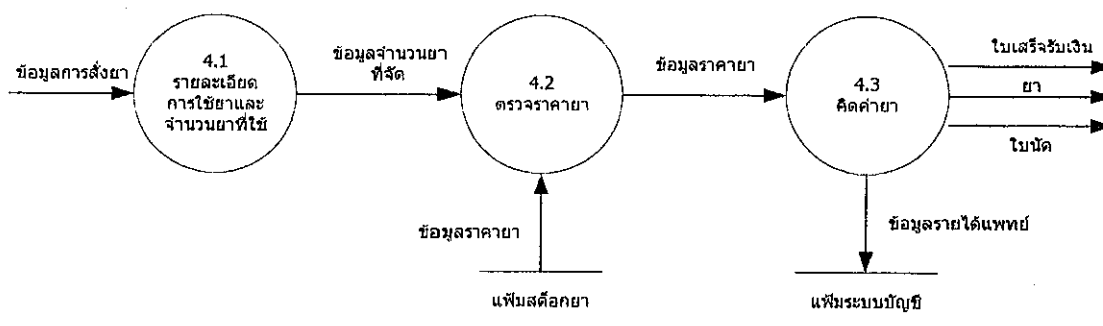 ข้อมูลการสั่งยา
4.1
รายละเอียด
การใช้ยาและ
จำนวนยาที่ใช้
ข้อมูลจำนวนยา
ที่จัด
4.2
ตรวจราคายา
ข้อมูลราคายา
4.3
คิดค่ายา
ใบเสร็จรับเงิน
ยา
ใบนัด
ข้อมูลราคายา
ข้อมูลรายได้แพทย์
แฟ้มสต็อกยา
แฟ้มระบบบัญชี